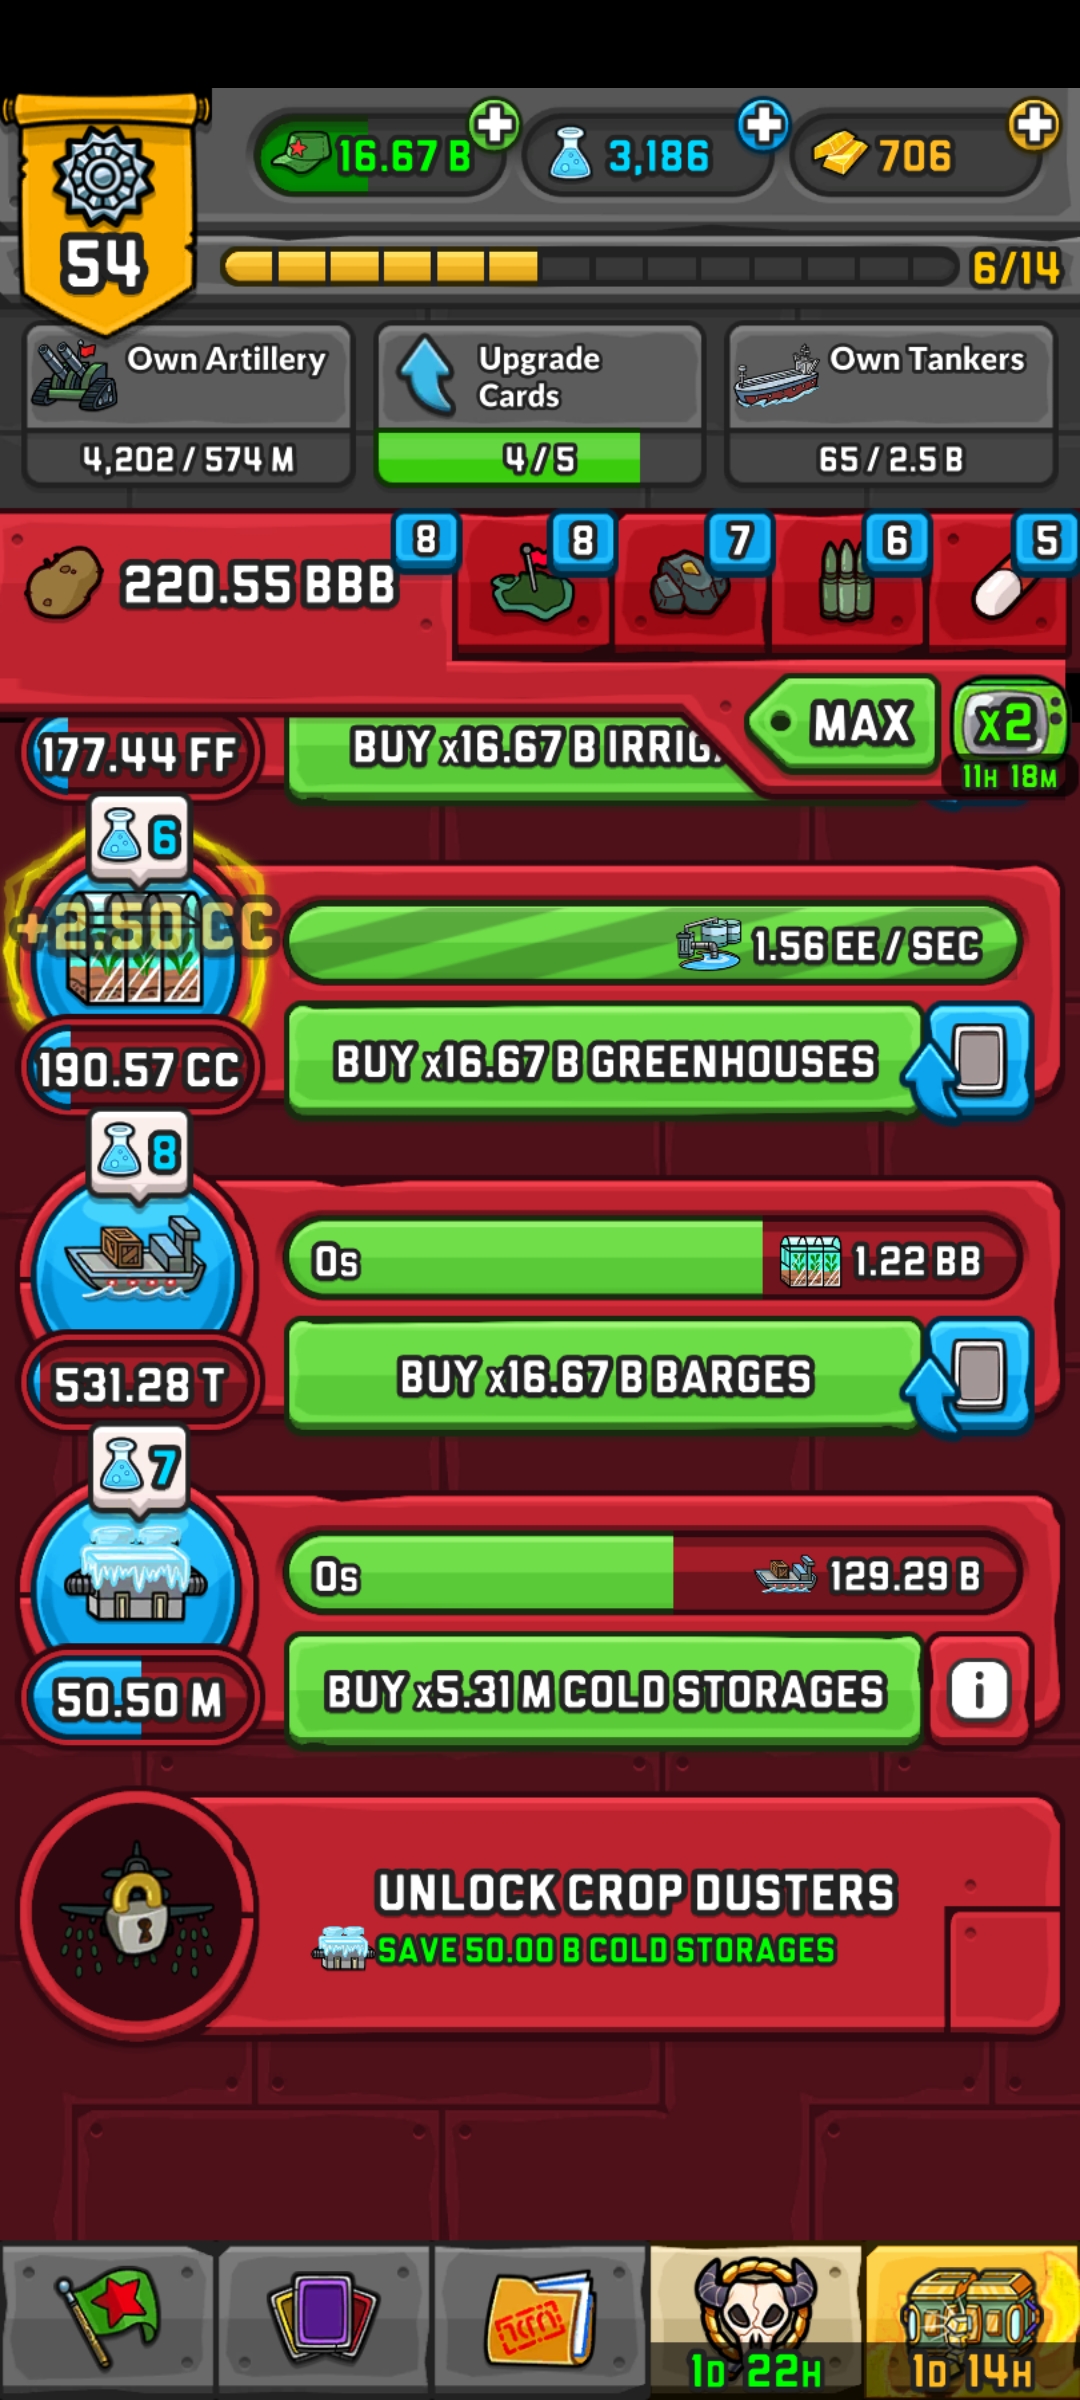 16.67 B
3,186
706
54
6/14
Own Artillery
4,202 / 574 M
Upgrade
Cards
4 / 5
Own Tankers
65 / 2.5 B
220.55 BBB
8
8
7
6
5
MAX
x2
11H 18M
177.44 FF
BUY x16.67 B IRRIG
6
+2.50 CC
1.56 EE / SEC
190.57 CC
BUY x16.67 B GREENHOUSES
8
0s
1.22 BB
531.28 T
BUY x16.67 B BARGES
7
0s
129.29 B
50.50 M
BUY x5.31 M COLD STORAGES
i
UNLOCK CROP DUSTERS
SAVE 50.00 B COLD STORAGES
1D 22H
1D 14H